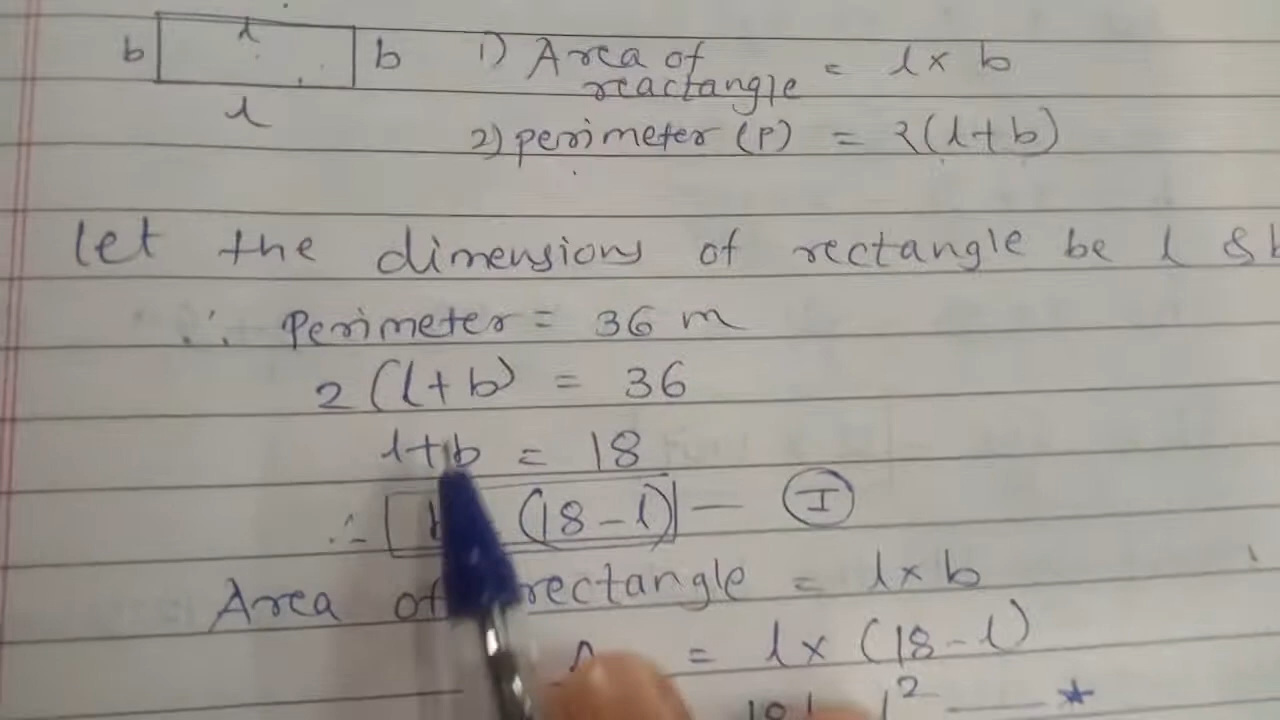 b l b 1) Area of reactangle = l × b
l
2) perimeter (P) = 2(l+b)
Let the dimensions of rectangle be l &
∴ Perimeter = 36 m
2 (l+b) = 36
l+b = 18
∴ (18-l) — I
Area of rectangle = l×b
= l× (18-l)